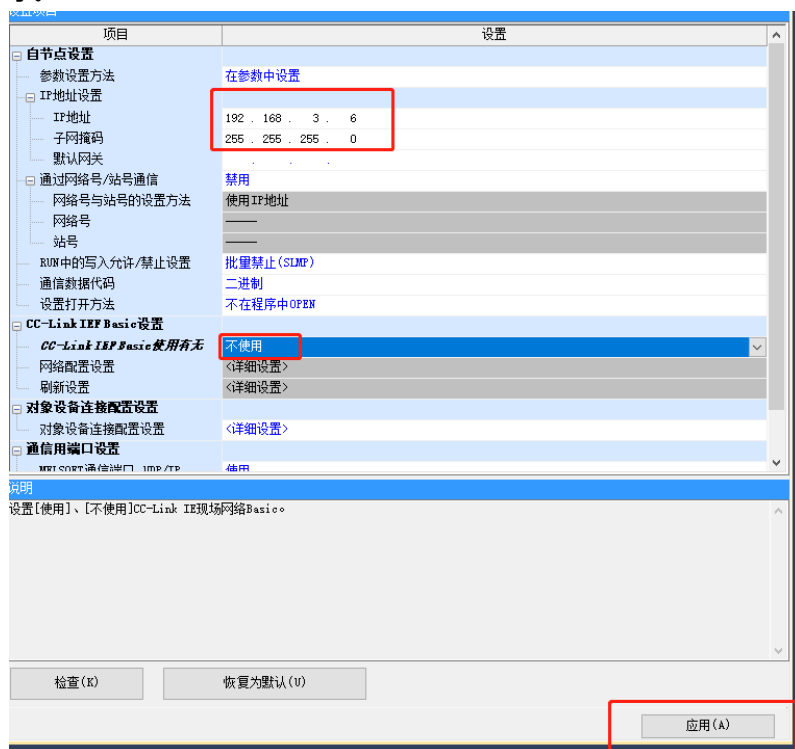 项目 设置
自节点设置
参数设置方法 在参数中设置
IP地址设置
IP地址 192 . 168 . 3 . 6
子网掩码 255 . 255 . 255 . 0
默认网关 . . .
通过网络号/站号通信 禁用
网络号与站号的设置方法 使用IP地址
网络号 ——
站号 ——
RUN中的写入允许/禁止设置 批量禁止(SLMP)
通信数据代码 二进制
设置打开方法 不在程序中OPEN
CC-Link IEF Basic设置
CC-Link IEF Basic使用有无 不使用
网络配置设置 <详细设置>
刷新设置 <详细设置>
对象设备连接配置设置
对象设备连接配置设置 <详细设置>
通信用端口设置
使用
说明
设置[使用]、[不使用]CC-Link IE现场网络Basic。
检查(K) 恢复为默认(U)
应用(A)